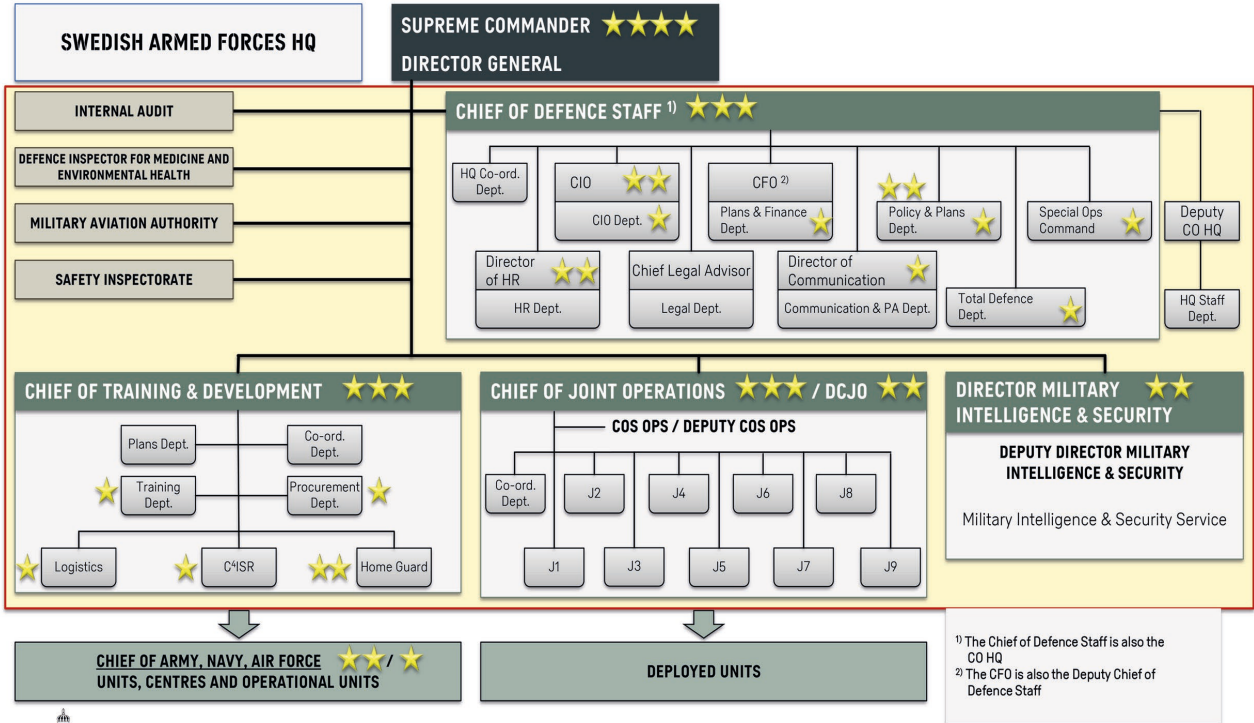 SWEDISH ARMED FORCES HQ
SUPREME COMMANDER
DIRECTOR GENERAL
INTERNAL AUDIT
DEFENCE INSPECTOR FOR MEDICINE AND
ENVIRONMENTAL HEALTH
MILITARY AVIATION AUTHORITY
SAFETY INSPECTORATE
CHIEF OF DEFENCE STAFF 1)
HQ Co-ord.
Dept.
CIO
CIO Dept.
CFO 2)
Plans & Finance
Dept.
Policy & Plans
Dept.
Special Ops
Command
Director
of HR
HR Dept.
Chief Legal Advisor
Legal Dept.
Director of
Communication
Communication & PA Dept.
Total Defence
Dept.
Deputy
CO HQ
HQ Staff
Dept.
CHIEF OF TRAINING & DEVELOPMENT
Plans Dept.
Co-ord.
Dept.
Training
Dept.
Procurement
Dept.
Logistics
C⁴ISR
Home Guard
CHIEF OF JOINT OPERATIONS / DCJO
COS OPS / DEPUTY COS OPS
Co-ord.
Dept.
J2
J4
J6
J8
J1
J3
J5
J7
J9
DIRECTOR MILITARY
INTELLIGENCE & SECURITY
DEPUTY DIRECTOR MILITARY
INTELLIGENCE & SECURITY
Military Intelligence & Security Service
CHIEF OF ARMY, NAVY, AIR FORCE /
UNITS, CENTRES AND OPERATIONAL UNITS
DEPLOYED UNITS
1) The Chief of Defence Staff is also the
CO HQ
2) The CFO is also the Deputy Chief of
Defence Staff